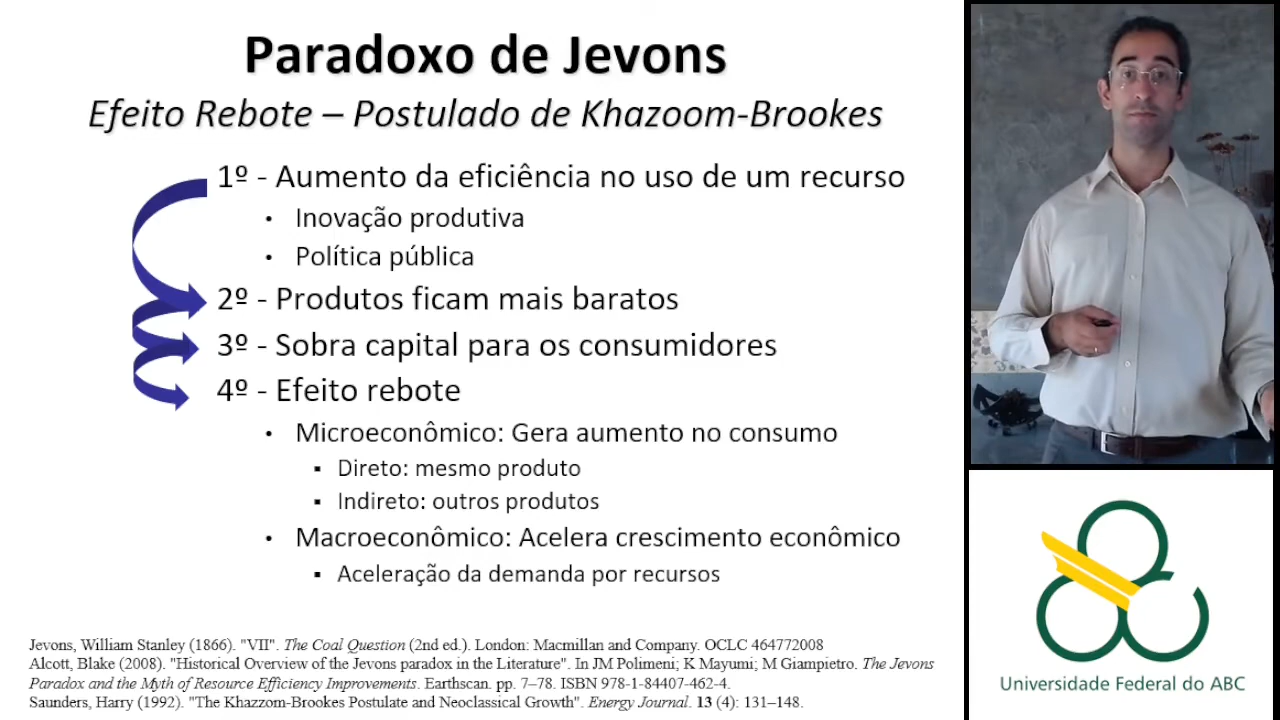 Paradoxo de Jevons
Efeito Rebote – Postulado de Khazoom-Brookes
1º - Aumento da eficiência no uso de um recurso
• Inovação produtiva
• Política pública
2º - Produtos ficam mais baratos
3º - Sobra capital para os consumidores
4º - Efeito rebote
• Microeconômico: Gera aumento no consumo
▪ Direto: mesmo produto
▪ Indireto: outros produtos
• Macroeconômico: Acelera crescimento econômico
▪ Aceleração da demanda por recursos
Jevons, William Stanley (1866). "VII". The Coal Question (2nd ed.). London: Macmillan and Company. OCLC 464772008
Alcott, Blake (2008). "Historical Overview of the Jevons paradox in the Literature". In JM Polimeni; K Mayumi; M Giampietro. The Jevons
Paradox and the Myth of Resource Efficiency Improvements. Earthscan. pp. 7–78. ISBN 978-1-84407-462-4.
Saunders, Harry (1992). "The Khazzom-Brookes Postulate and Neoclassical Growth". Energy Journal. 13 (4): 131–148.
Universidade Federal do ABC